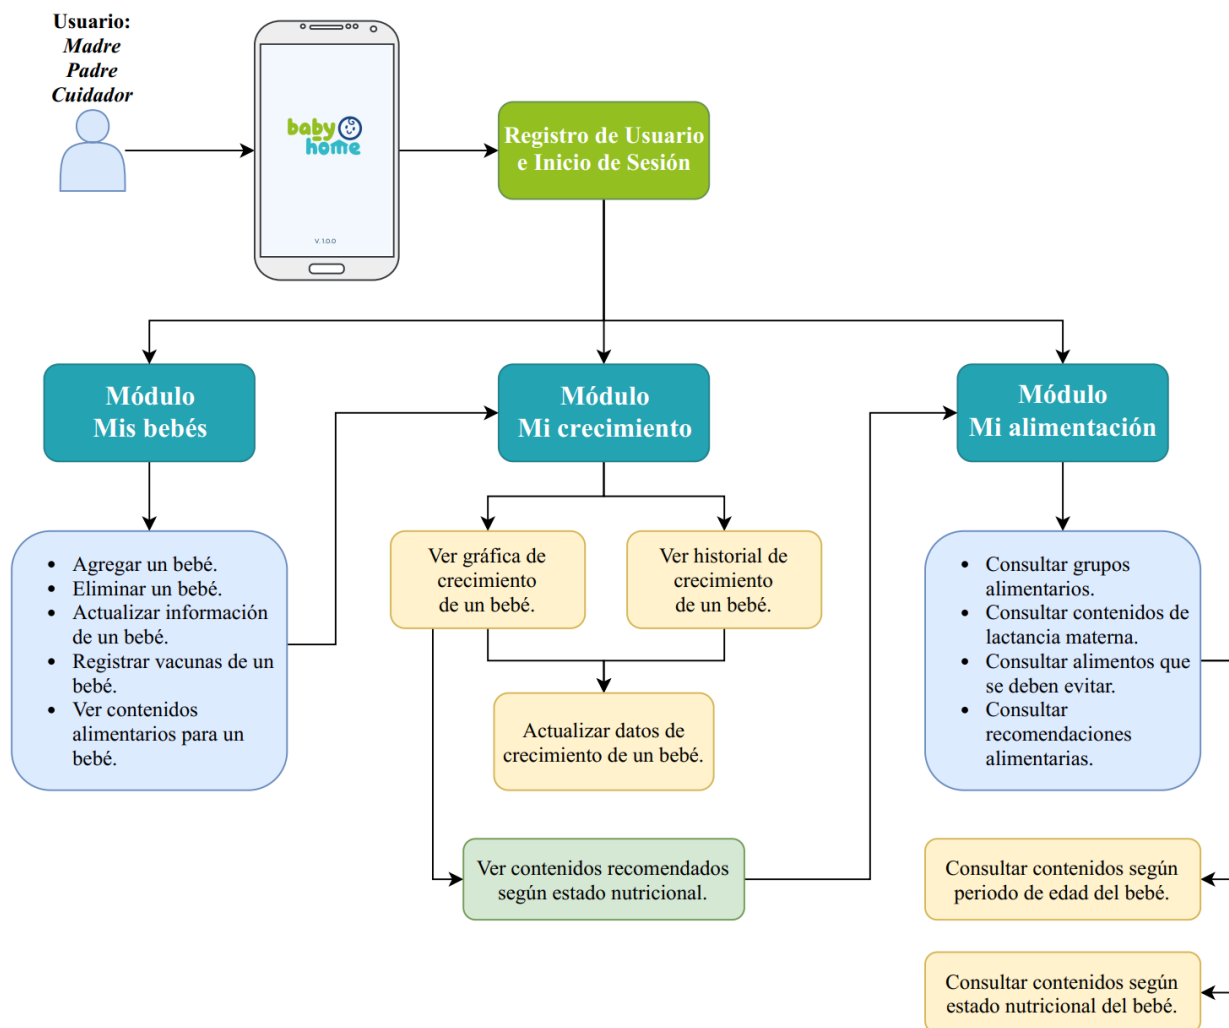 Usuario:
Madre
Padre
Cuidador
baby
home
V. 1.0.0
Registro de Usuario
e Inicio de Sesión
Módulo
Mis bebés
Módulo
Mi crecimiento
Módulo
Mi alimentación
• Agregar un bebé.
• Eliminar un bebé.
• Actualizar información
de un bebé.
• Registrar vacunas de un
bebé.
• Ver contenidos
alimentarios para un
bebé.
Ver gráfica de
crecimiento
de un bebé.
Ver historial de
crecimiento
de un bebé.
Actualizar datos de
crecimiento de un bebé.
Ver contenidos recomendados
según estado nutricional.
• Consultar grupos
alimentarios.
• Consultar contenidos de
lactancia materna.
• Consultar alimentos que
se deben evitar.
• Consultar
recomendaciones
alimentarias.
Consultar contenidos según
periodo de edad del bebé.
Consultar contenidos según
estado nutricional del bebé.